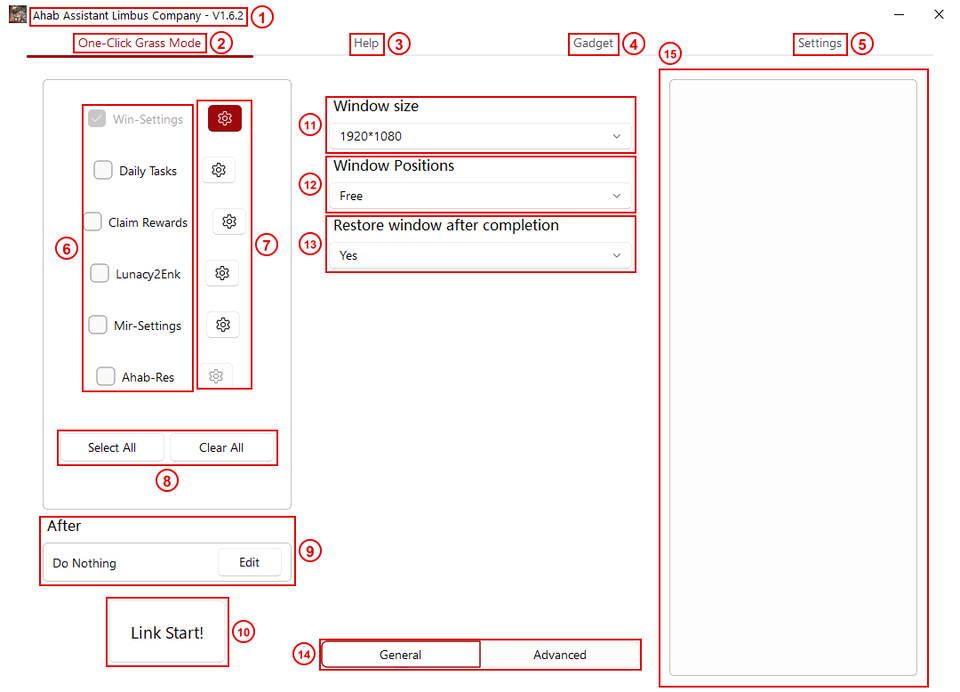 Ahab Assistant Limbus Company - V1.6.2 1
One-Click Grass Mode 2
Help 3
Gadget 4
Settings 5
15
Win-Settings
Daily Tasks
Claim Rewards
Lunacy2Enk
Mir-Settings
Ahab-Res
6
7
Select All Clear All
8
After
Do Nothing Edit
9
Link Start!
10
11
Window size
1920*1080
12
Window Positions
Free
13
Restore window after completion
Yes
14
General Advanced